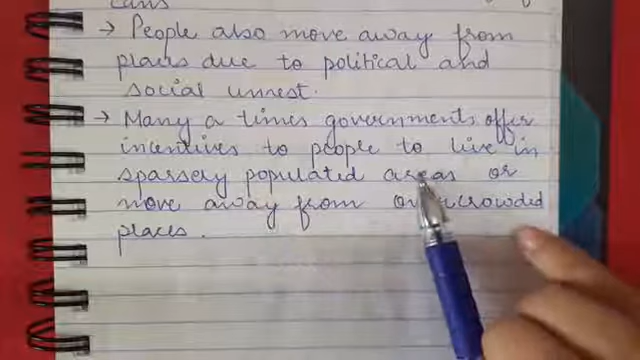 → People also move away from
places due to political and
social unrest.
→ Many a times governments offer
incentives to people to live in
sparsely populated areas or
move away from overcrowded
places.